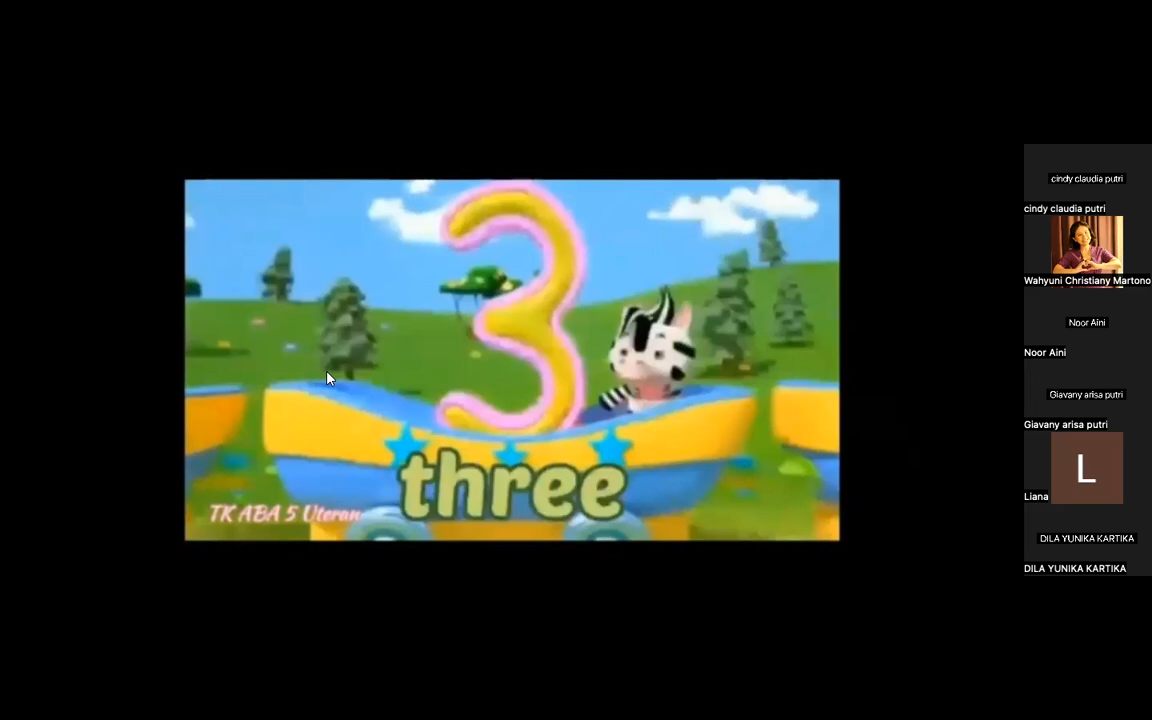 3
three
TK ABA 5 Uteran
cindy claudia putri
cindy claudia putri
Wahyuni Christiany Martono
Noor Aini
Noor Aini
Giavany arisa putri
Giavany arisa putri
L
Liana
DILA YUNIKA KARTIKA
DILA YUNIKA KARTIKA